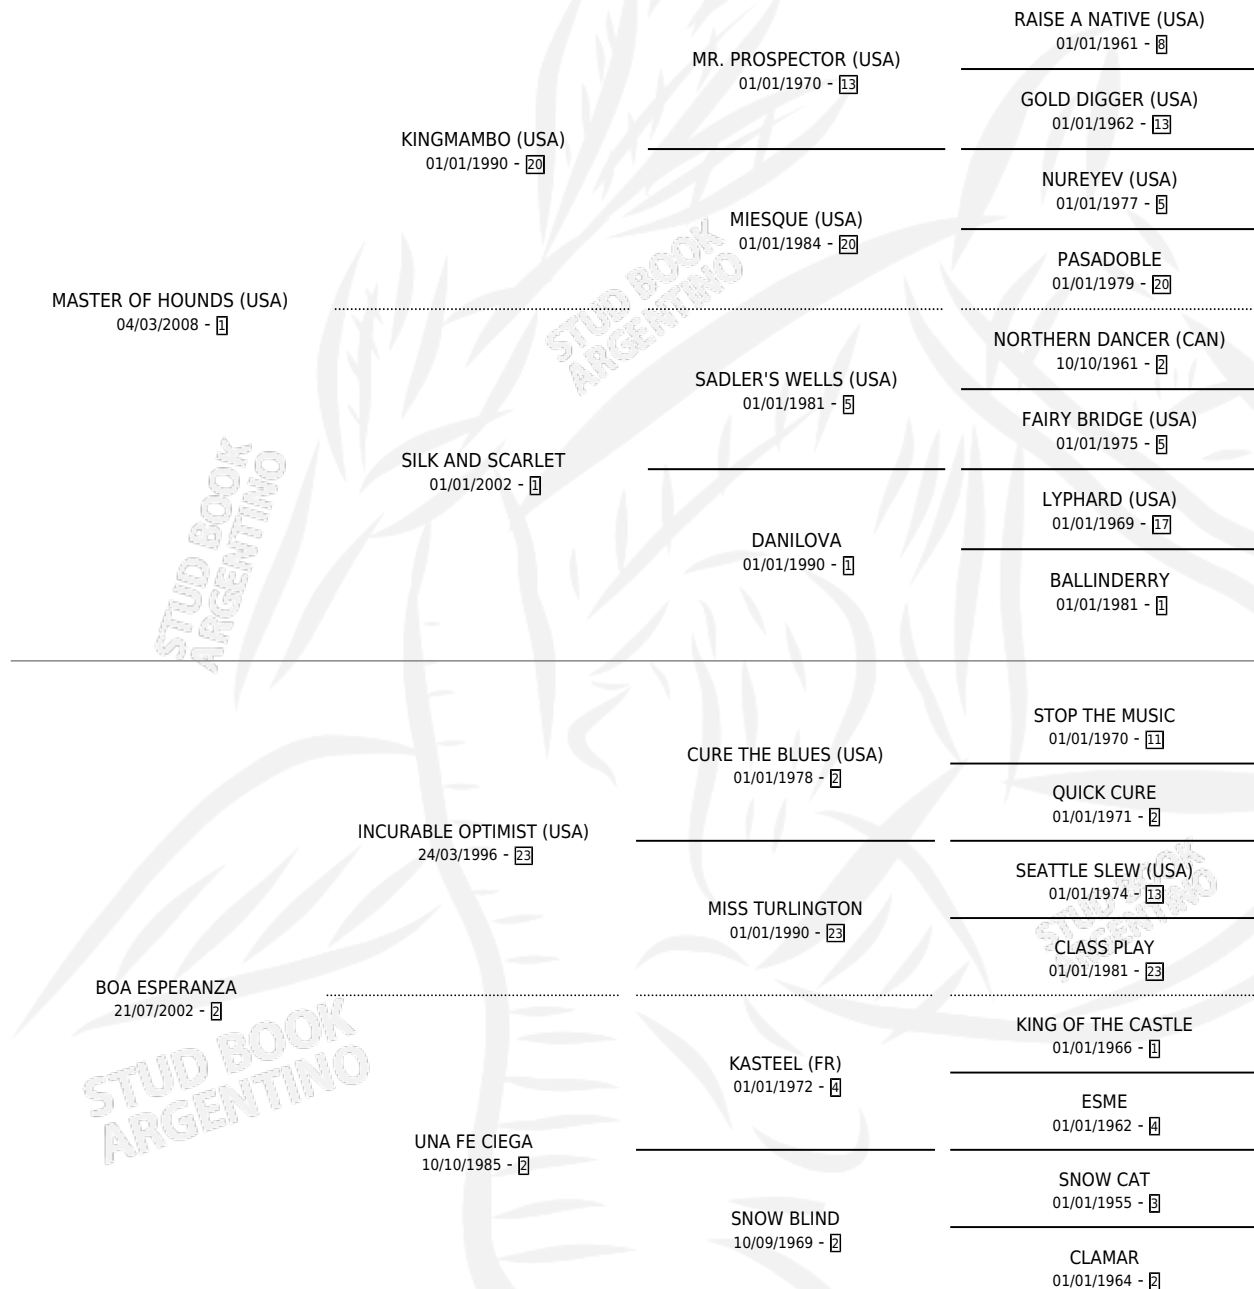 RAISE A NATIVE (USA)
01/01/1961 - 8
MR. PROSPECTOR (USA)
01/01/1970 - 13
GOLD DIGGER (USA)
01/01/1962 - 13
KINGMAMBO (USA)
01/01/1990 - 20
NUREYEV (USA)
01/01/1977 - 5
MIESQUE (USA)
01/01/1984 - 20
PASADOBLE
01/01/1979 - 20
MASTER OF HOUNDS (USA)
04/03/2008 - 1
NORTHERN DANCER (CAN)
10/10/1961 - 2
SADLER'S WELLS (USA)
01/01/1981 - 5
FAIRY BRIDGE (USA)
01/01/1975 - 5
SILK AND SCARLET
01/01/2002 - 1
LYPHARD (USA)
01/01/1969 - 17
DANILOVA
01/01/1990 - 1
BALLINDERRY
01/01/1981 - 1
STOP THE MUSIC
01/01/1970 - 11
CURE THE BLUES (USA)
01/01/1978 - 2
QUICK CURE
01/01/1971 - 2
INCURABLE OPTIMIST (USA)
24/03/1996 - 23
SEATTLE SLEW (USA)
01/01/1974 - 13
MISS TURLINGTON
01/01/1990 - 23
CLASS PLAY
01/01/1981 - 23
BOA ESPERANZA
21/07/2002 - 2
KING OF THE CASTLE
01/01/1966 - 1
KASTEEL (FR)
01/01/1972 - 4
ESME
01/01/1962 - 4
UNA FE CIEGA
10/10/1985 - 2
SNOW CAT
01/01/1955 - 3
SNOW BLIND
10/09/1969 - 2
CLAMAR
01/01/1964 - 2
STUD BOOK
ARGENTINO
STUD BOOK
ARGENTINO
STUD BOOK
ARGENTINO
STUD BOOK
ARGENTINO